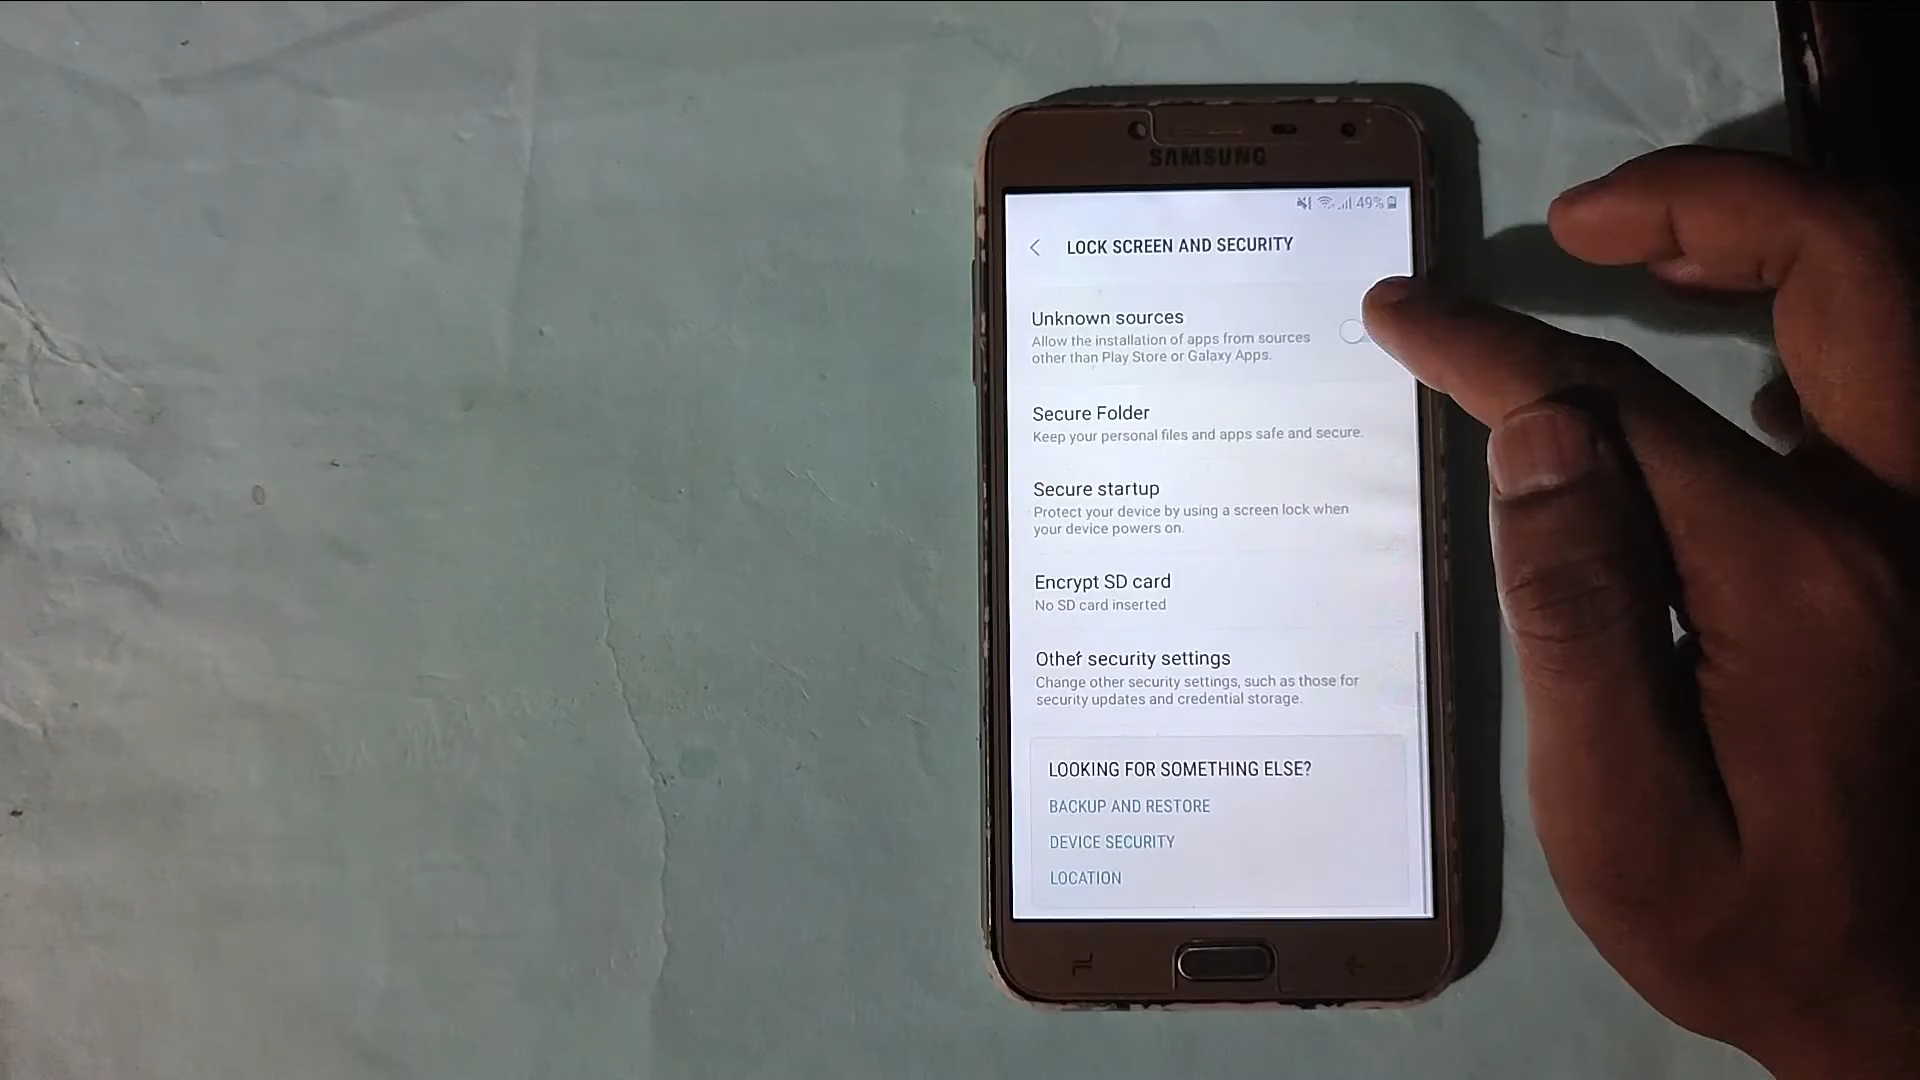 SAMSUNG
49%
LOCK SCREEN AND SECURITY
Unknown sources
Allow the installation of apps from sources
other than Play Store or Galaxy Apps.
Secure Folder
Keep your personal files and apps safe and secure.
Secure startup
Protect your device by using a screen lock when
your device powers on.
Encrypt SD card
No SD card inserted
Other security settings
Change other security settings, such as those for
security updates and credential storage.
LOOKING FOR SOMETHING ELSE?
BACKUP AND RESTORE
DEVICE SECURITY
LOCATION